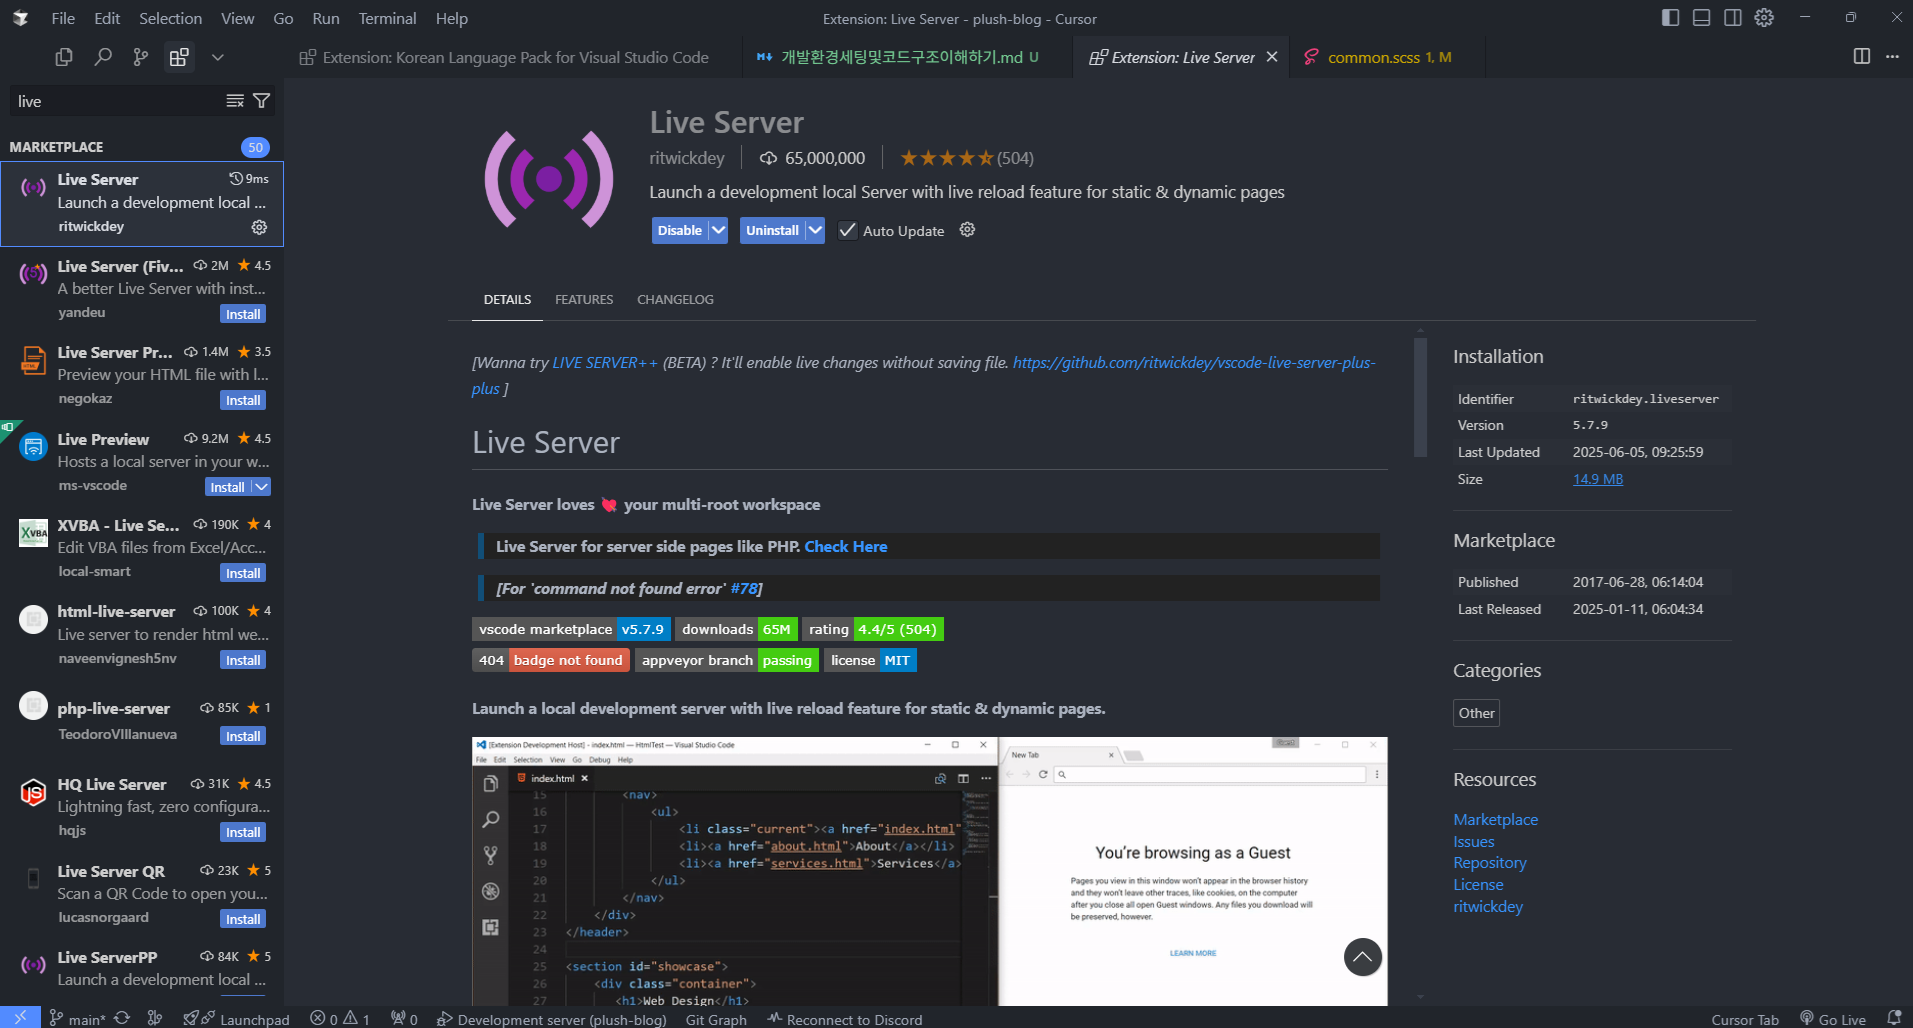 File Edit Selection View Go Run Terminal Help
Extension: Live Server - plush-blog - Cursor
Extension: Korean Language Pack for Visual Studio Code
개발환경세팅및코드구조이해하기.md U
Extension: Live Server
common.scss 1, M
live
MARKETPLACE 50
Live Server 9ms
Launch a development local ...
ritwickdey
Live Server (Fiv... 2M 4.5
A better Live Server with inst...
yandeu Install
Live Server Pr... 1.4M 3.5
Preview your HTML file with l...
negokaz Install
Live Preview 9.2M 4.5
Hosts a local server in your w...
ms-vscode Install
XVBA
XVBA - Live Se... 190K 4
Edit VBA files from Excel/Acc...
local-smart Install
html-live-server 100K 4
Live server to render html we...
naveenvignesh5nv Install
php-live-server 85K 1
TeodoroVIllanueva Install
JS
HQ Live Server 31K 4.5
Lightning fast, zero configura...
hqjs Install
Live Server QR 23K 5
Scan a QR Code to open you...
lucasnorgaard Install
Live ServerPP 84K 5
Launch a development local ...
Live Server
ritwickdey 65,000,000 (504)
Launch a development local Server with live reload feature for static & dynamic pages
Disable Uninstall Auto Update
DETAILS FEATURES CHANGELOG
[Wanna try LIVE SERVER++ (BETA) ? It'll enable live changes without saving file. https://github.com/ritwickdey/vscode-live-server-plus-
plus ]
Live Server
Live Server loves 💘 your multi-root workspace
Live Server for server side pages like PHP. Check Here
[For `command not found error` #78]
vscode marketplace v5.7.9 downloads 65M rating 4.4/5 (504)
404 badge not found appveyor branch passing license MIT
Launch a local development server with live reload feature for static & dynamic pages.
[Extension Development Host] - index.html — HtmlTest — Visual Studio Code
File Edit Selection View Go Debug Help
index.html
15 <nav>
16 <ul>
17 <li class="current"><a href="index.html"
18 <li><a href="about.html">About</a></li>
19 <li><a href="services.html">Services</a>
20 </ul>
21 </nav>
22 </div>
23 </header>
24
25 <section id="showcase">
26 <div class="container">
27 <h1>Web Design</h1>
New Tab
Guest
You're browsing as a Guest
Pages you view in this window won't appear in the browser history
and they won't leave other traces, like cookies, on the computer
after you close all open Guest windows. Any files you download will
be preserved, however.
LEARN MORE
Installation
Identifier ritwickdey.liveserver
Version 5.7.9
Last Updated 2025-06-05, 09:25:59
Size 14.9 MB
Marketplace
Published 2017-06-28, 06:14:04
Last Released 2025-01-11, 06:04:34
Categories
Other
Resources
Marketplace
Issues
Repository
License
ritwickdey
main* Launchpad 0 1 0 Development server (plush-blog) Git Graph Reconnect to Discord Cursor Tab Go Live